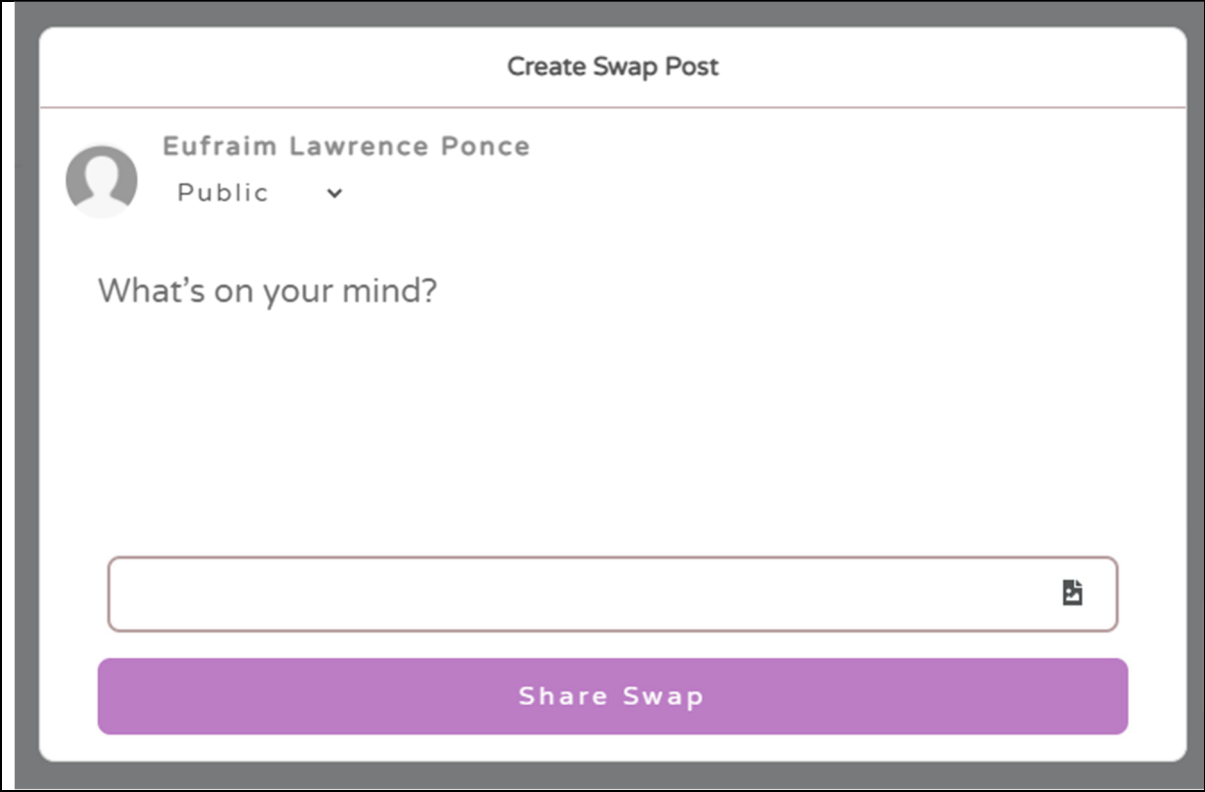 Create Swap Post
Eufraim Lawrence Ponce
Public
What’s on your mind?
Share Swap